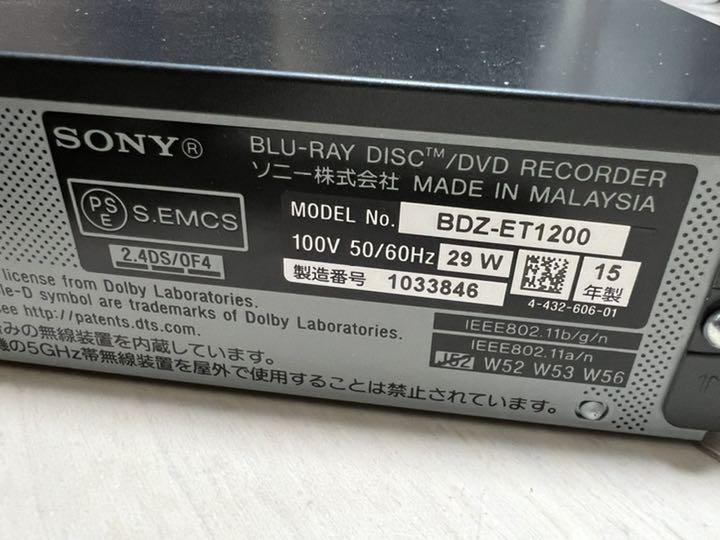 SONY®
BLU-RAY DISC™/DVD RECORDER
ソニー株式会社 MADE IN MALAYSIA
PSE S.EMCS
MODEL No. BDZ-ET1200
2.4DS/OF4
100V 50/60Hz 29 W
製造番号 1033846
15年製
4-432-606-01
license from Dolby Laboratories.
le-D symbol are trademarks of Dolby Laboratories.
see http://patents.dts.com.
IEEE802.11b/g/n
IEEE802.11a/n
J52 W52 W53 W56
みの無線装置を内蔵しています。
機の5GHz帯無線装置を屋外で使用することは禁止されています。